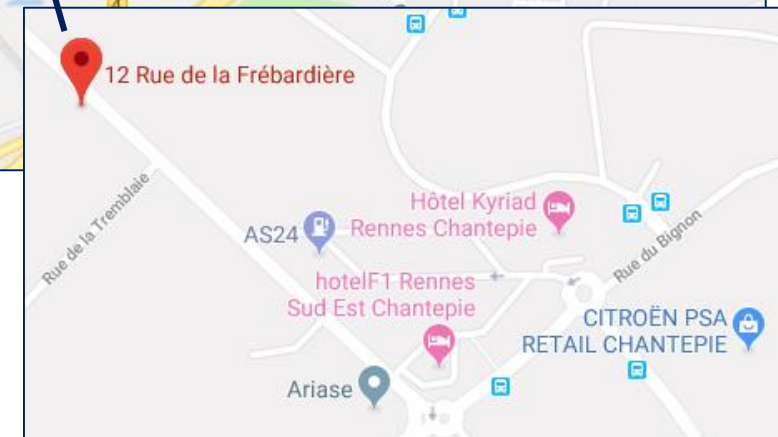 12 Rue de la Frébardière
Rue de la Tremblaie
Hôtel Kyriad
Rennes Chantepie
AS24
Rue du Bignon
hotelF1 Rennes
Sud Est Chantepie
CITROËN PSA
RETAIL CHANTEPIE
Ariase